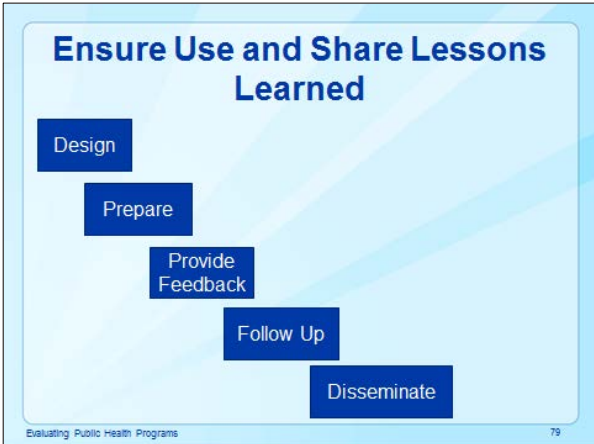 Ensure Use and Share Lessons
Learned
Design
Prepare
Provide
Feedback
Follow Up
Disseminate
Evaluating Public Health Programs
79